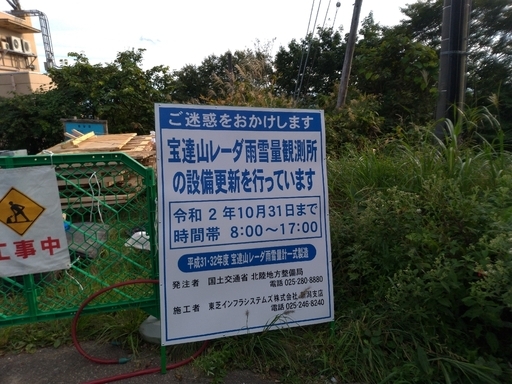 ご迷惑をおかけします
宝達山レーダ雨雪量観測所
の設備更新を行っています
令和 2 年10月31日まで
時間帯 8:00～17:00
平成31・32年度 宝達山レーダ雨雪量計一式製造
発注者 国土交通省 北陸地方整備局
電話 025-280-8880
施工者 東芝インフラシステムズ 株式会社 新潟支店
電話 025-246-8240
工事中